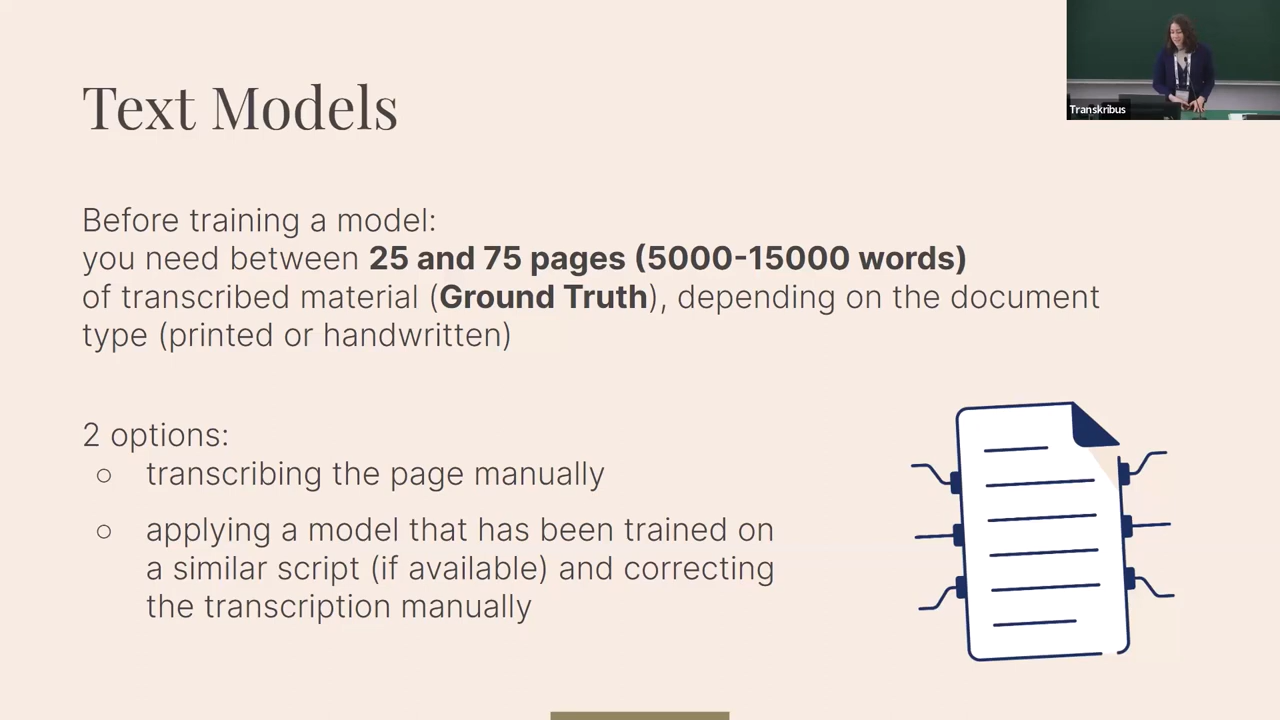 Text Models
Transkribus
Before training a model:
you need between 25 and 75 pages (5000-15000 words)
of transcribed material (Ground Truth), depending on the document
type (printed or handwritten)
2 options:
○ transcribing the page manually
○ applying a model that has been trained on
a similar script (if available) and correcting
the transcription manually